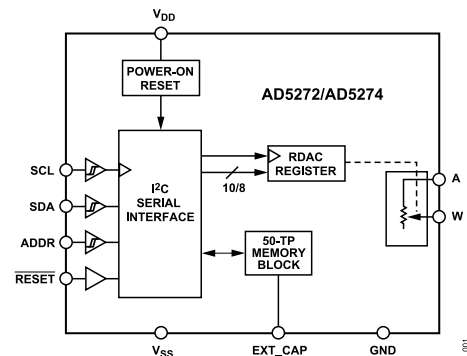 VDD
POWER-ON
RESET
AD5272/AD5274
SCL
SDA
ADDR
RESET
I2C
SERIAL
INTERFACE
10/8
RDAC
REGISTER
A
W
50-TP
MEMORY
BLOCK
VSS
EXT_CAP
GND
001